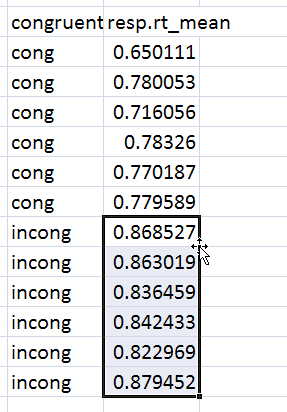 congruent resp.rt_mean
cong 0.650111
cong 0.780053
cong 0.716056
cong 0.78326
cong 0.770187
cong 0.779589
incong 0.868527
incong 0.863019
incong 0.836459
incong 0.842433
incong 0.822969
incong 0.879452